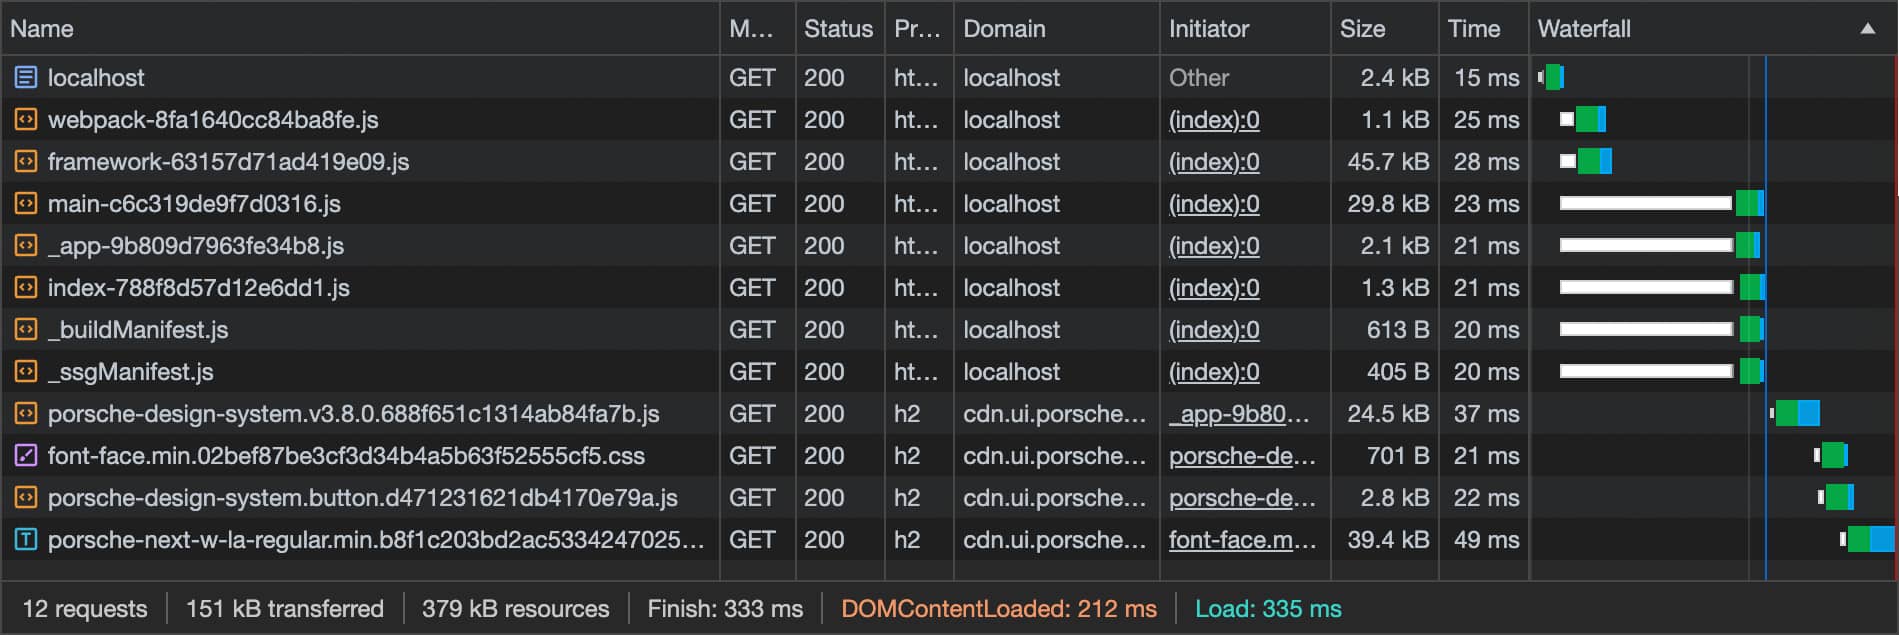 Name M... Status Pr... Domain Initiator Size Time Waterfall
localhost GET 200 ht... localhost Other 2.4 kB 15 ms
webpack-8fa1640cc84ba8fe.js GET 200 ht... localhost (index):0 1.1 kB 25 ms
framework-63157d71ad419e09.js GET 200 ht... localhost (index):0 45.7 kB 28 ms
main-c6c319de9f7d0316.js GET 200 ht... localhost (index):0 29.8 kB 23 ms
_app-9b809d7963fe34b8.js GET 200 ht... localhost (index):0 2.1 kB 21 ms
index-788f8d57d12e6dd1.js GET 200 ht... localhost (index):0 1.3 kB 21 ms
_buildManifest.js GET 200 ht... localhost (index):0 613 B 20 ms
_ssgManifest.js GET 200 ht... localhost (index):0 405 B 20 ms
porsche-design-system.v3.8.0.688f651c1314ab84fa7b.js GET 200 h2 cdn.ui.porsche... _app-9b80... 24.5 kB 37 ms
font-face.min.02bef87be3cf3d34b4a5b63f52555cf5.css GET 200 h2 cdn.ui.porsche... porsche-de... 701 B 21 ms
porsche-design-system.button.d471231621db4170e79a.js GET 200 h2 cdn.ui.porsche... porsche-de... 2.8 kB 22 ms
porsche-next-w-la-regular.min.b8f1c203bd2ac5334247025... GET 200 h2 cdn.ui.porsche... font-face.m... 39.4 kB 49 ms
12 requests 151 kB transferred 379 kB resources Finish: 333 ms DOMContentLoaded: 212 ms Load: 335 ms